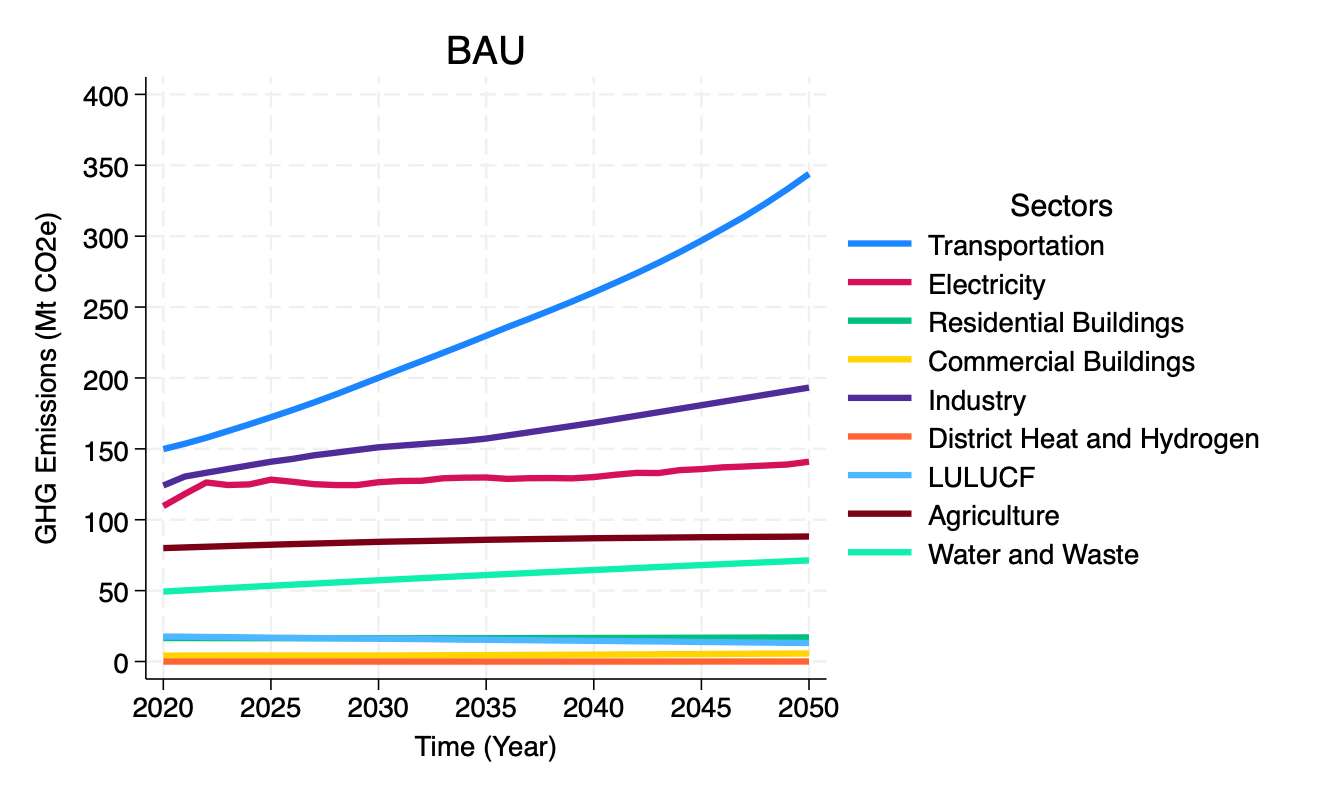 BAU
GHG Emissions (Mt CO2e)
400
350
300
250
200
150
100
50
0
2020 2025 2030 2035 2040 2045 2050
Time (Year)
Sectors
Transportation
Electricity
Residential Buildings
Commercial Buildings
Industry
District Heat and Hydrogen
LULUCF
Agriculture
Water and Waste